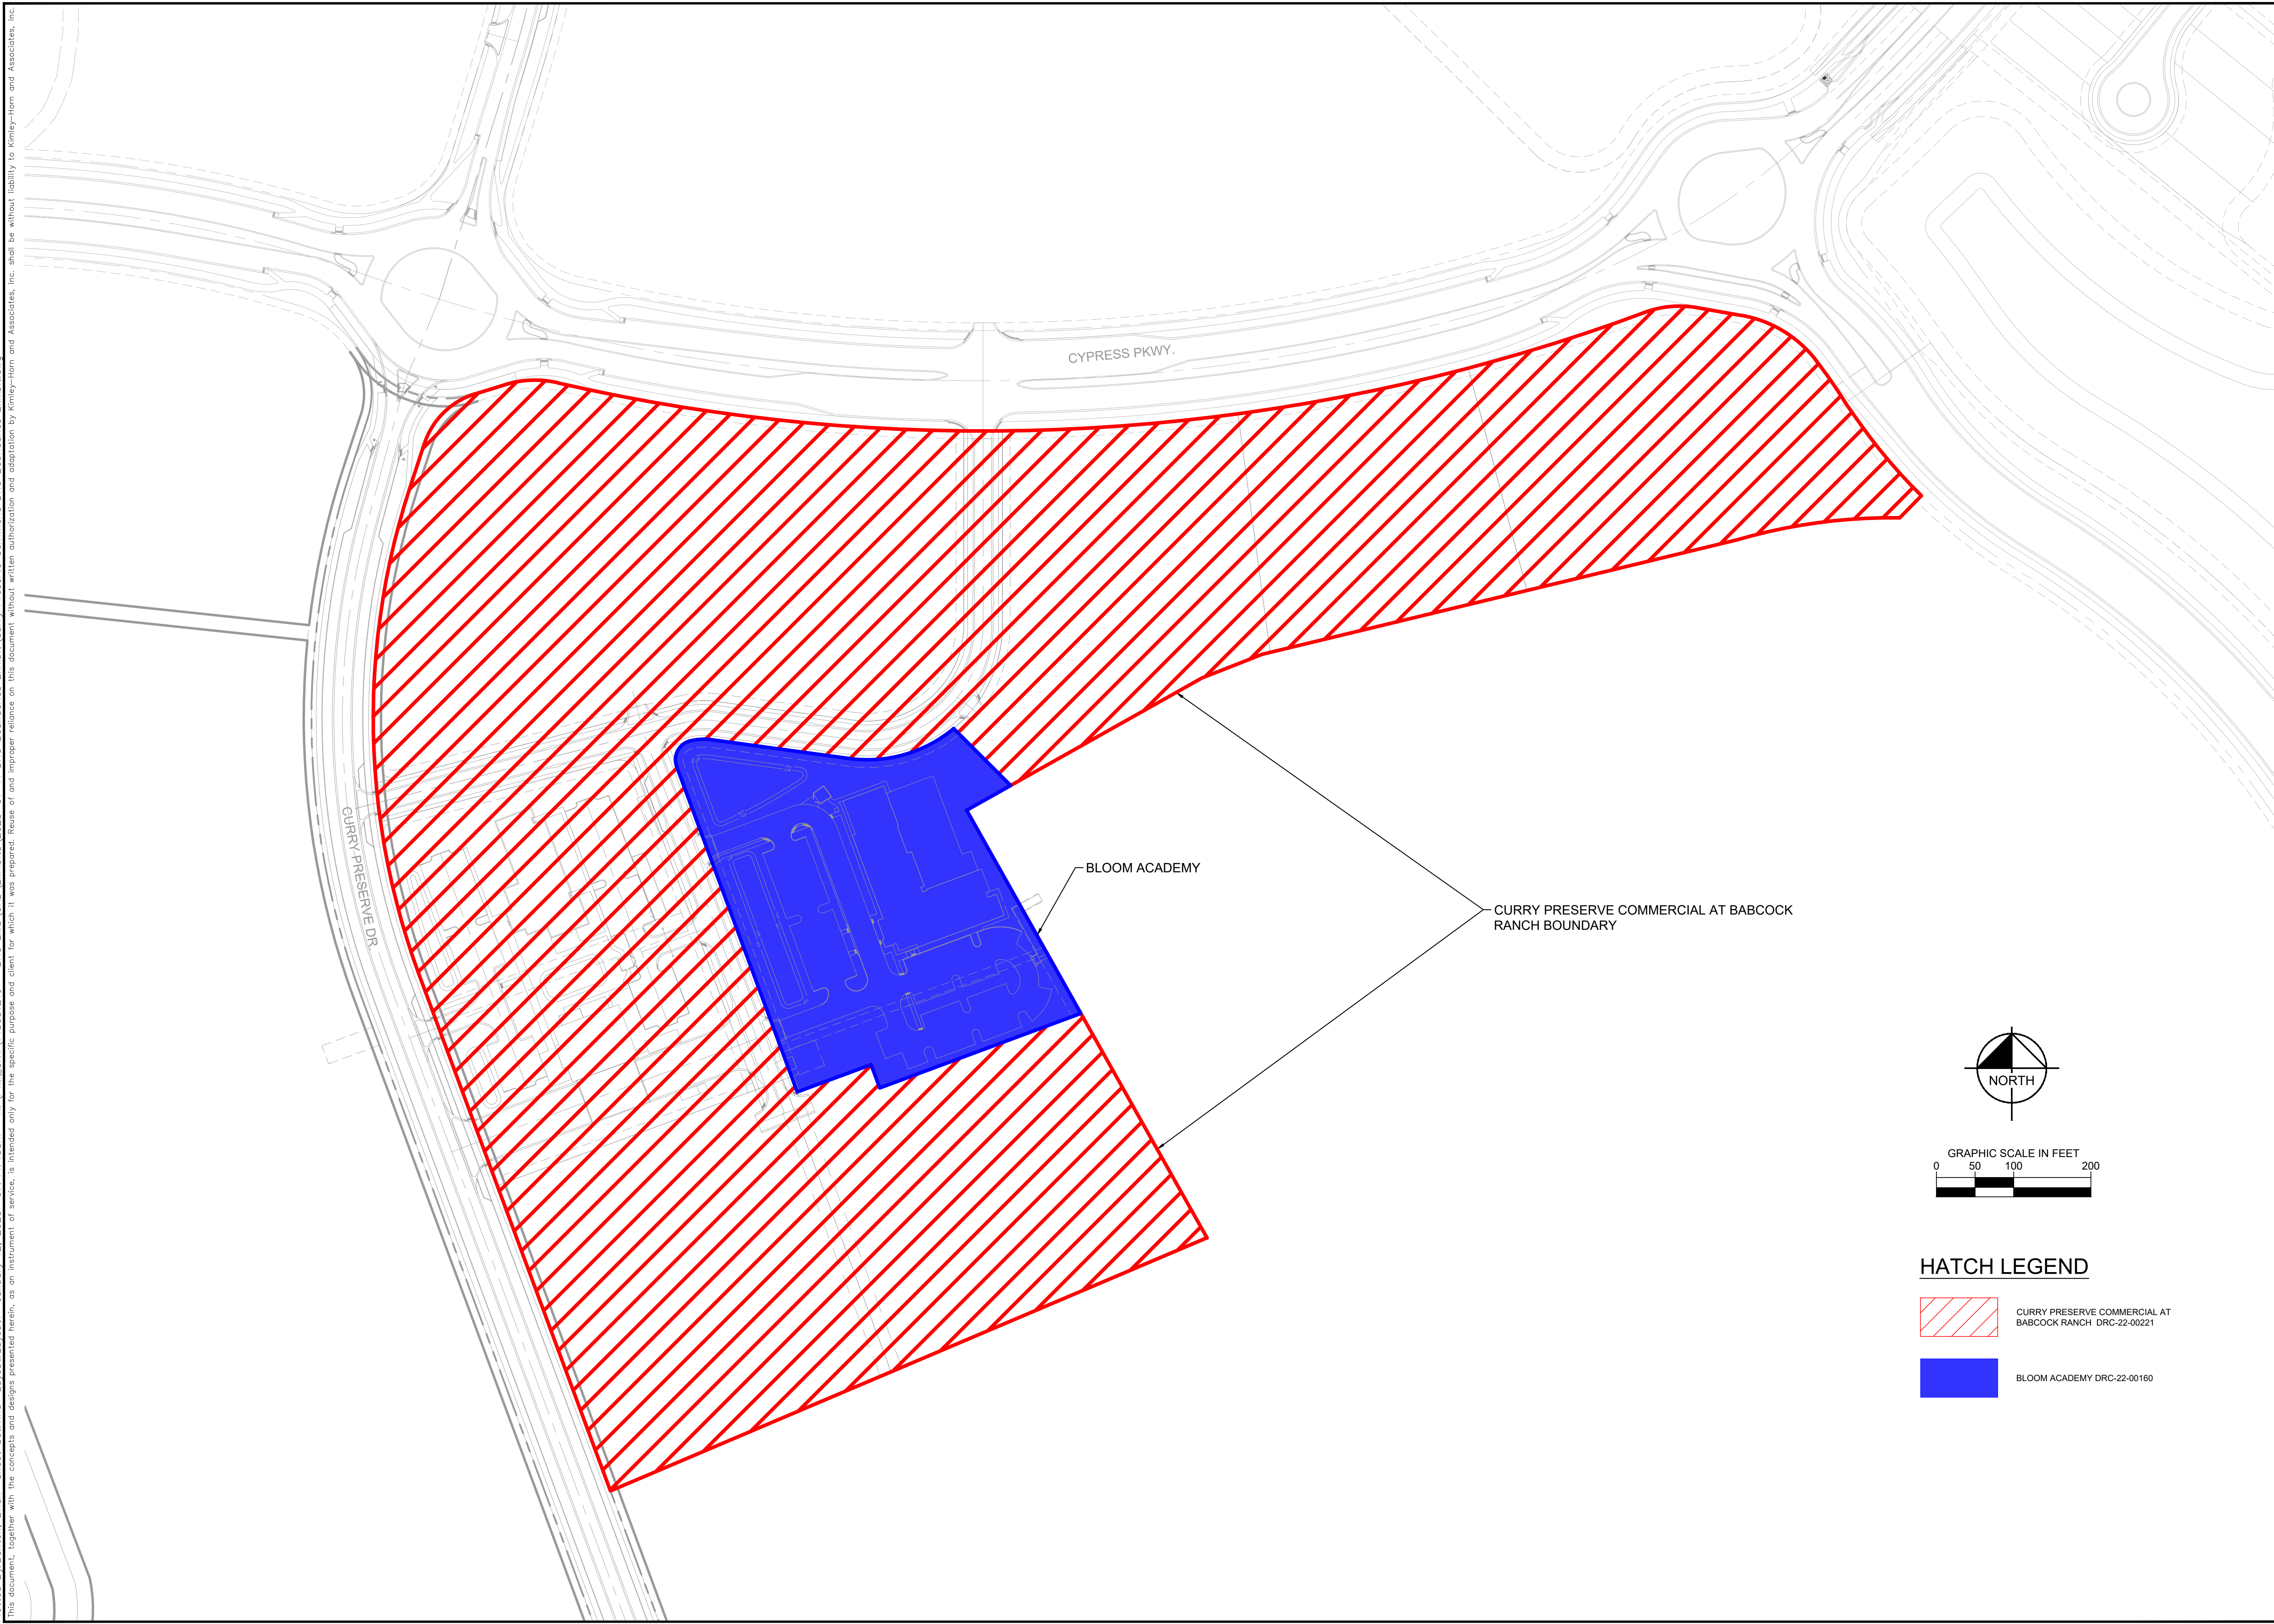 This document, together with the concepts and designs presented herein, as an instrument of service, is intended only for the specific purpose and client for which it was prepared. Reuse of and improper reliance on this document without written authorization and adaptation by Kimley-Horn and Associates, Inc. shall be without liability to Kimley-Horn and Associates, Inc.
CYPRESS PKWY.
CURRY PRESERVE DR.
BLOOM ACADEMY
CURRY PRESERVE COMMERCIAL AT BABCOCK
RANCH BOUNDARY
NORTH
GRAPHIC SCALE IN FEET
0 50 100 200
HATCH LEGEND
CURRY PRESERVE COMMERCIAL AT
BABCOCK RANCH DRC-22-00221
BLOOM ACADEMY DRC-22-00160